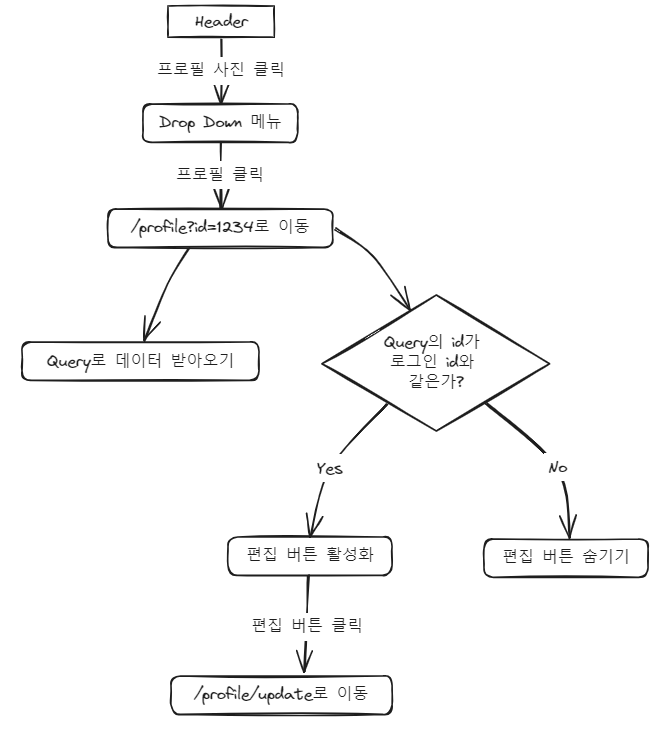 Header
프로필 사진 클릭
Drop Down 메뉴
프로필 클릭
/profile?id=1234로 이동
Query로 데이터 받아오기
Query의 id가
로그인 id와
같은가?
Yes
No
편집 버튼 활성화
편집 버튼 숨기기
편집 버튼 클릭
/profile/update로 이동